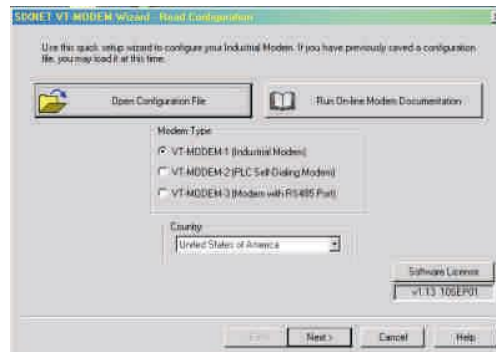 SIXNET VT-MODEM Wizard - Read Configuration
Use this quick setup wizard to configure your Industrial Modem. If you have previously saved a configuration
file, you may load it at this time.
Open Configuration File
Run On-line Modem Documentation
Modem Type
VT-MODEM-1 (Industrial Modem)
VT-MODEM-2 (PLC Self-Dialing Modem)
VT-MODEM-3 (Modem with RS485 Port)
Country
United States of America
Software License
v1.13 10SEP01
Next >
Cancel
Help